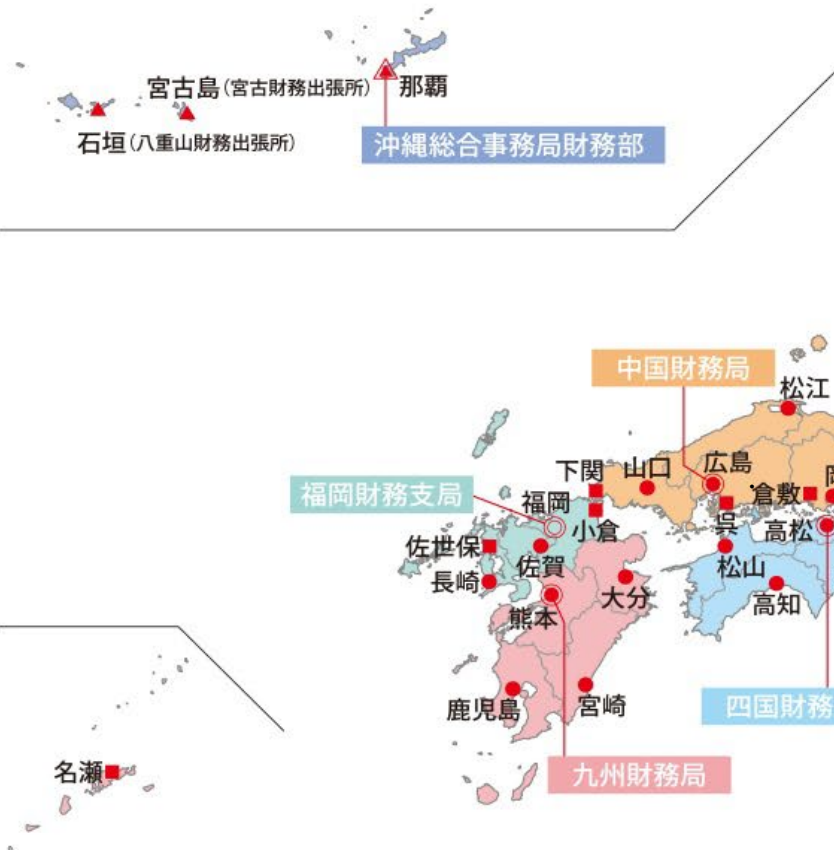 宮古島(宮古財務出張所)
那覇
石垣(八重山財務出張所)
沖縄総合事務局財務部
中国財務局
松江
下関
山口
広島
福岡財務支局
福岡
倉敷
小倉
呉
高松
佐世保
佐賀
松山
長崎
大分
高知
熊本
鹿児島
宮崎
四国財務
名瀬
九州財務局